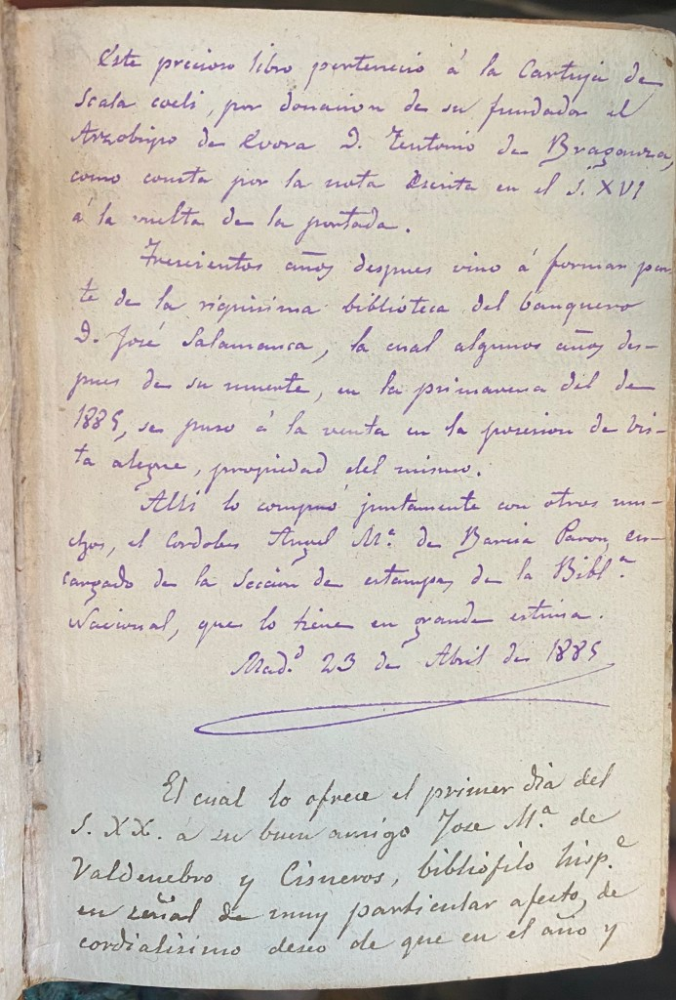 Este precioso libro perteneció á la Cartuja de
Scala coeli, por donacion de su fundador el
Arzobispo de Evora D. Teutonio de Braganza,
como consta por la nota escrita en el S. XVI
á la vuelta de la portada.
Trescientos años despues vino á formar par-
te de la riquisima biblioteca del banquero
D. José Salamanca, la cual algunos años des-
pues de su muerte, en la primavera del de
1885, se puso á la venta en la posesion de Vis-
ta alegre, propiedad del mismo.
Alli lo compró juntamente con otros mu-
chos, el Cordobes Angel Mª. de Barcia Pavon, en-
cargado de la Seccion de estampas de la Bibl.ª
Nacional, que lo tiene en grande estima.
Mad.d 23 de Abril de 1885
El cual lo ofrece el primer dia del
S. XX. á su buen amigo Jose Mª. de
Valdenebro y Cisneros, bibliófilo hisp.e
en señal de muy particular afecto, de
cordialisimo deseo de que en el año y